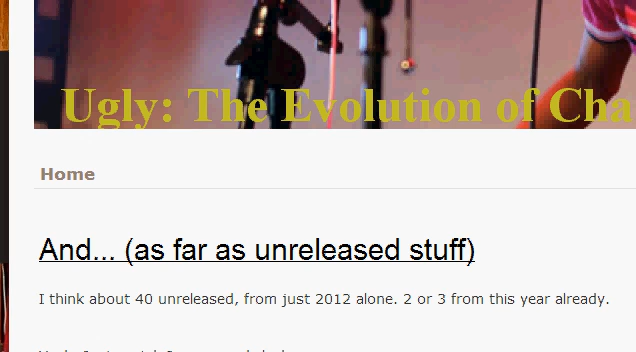 Ugly: The Evolution of Cha
Home
And... (as far as unreleased stuff)
I think about 40 unreleased, from just 2012 alone. 2 or 3 from this year already.